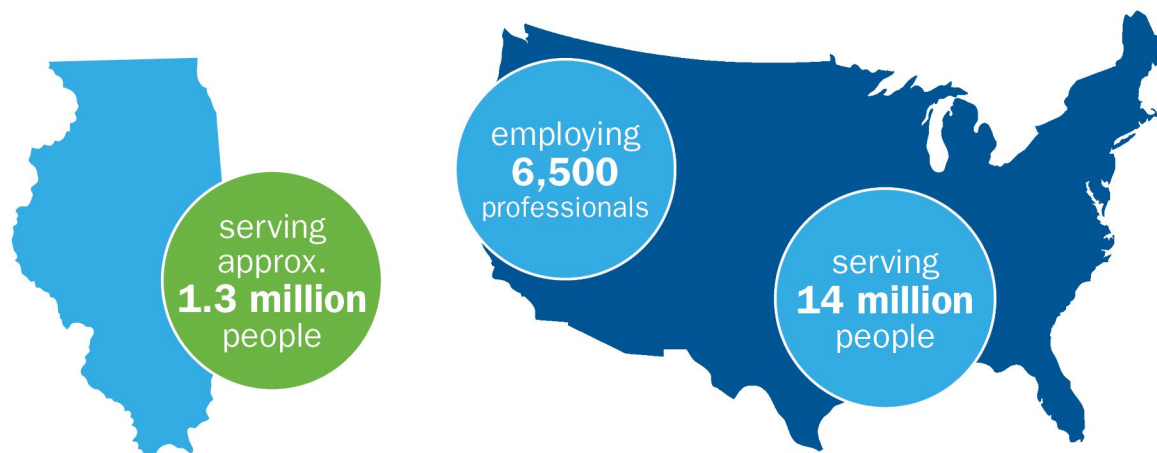 serving
approx.
1.3 million
people
employing
6,500
professionals
serving
14 million
people